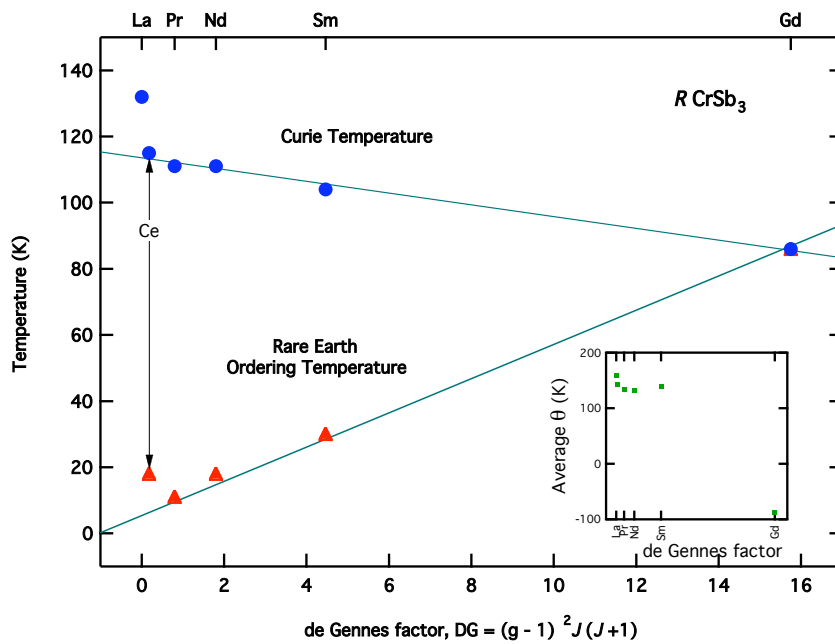 La Pr Nd Sm Gd
140
120
100
80
60
40
20
0
Temperature (K)
R CrSb3
Curie Temperature
Ce
Rare Earth
Ordering Temperature
0 2 4 6 8 10 12 14 16
de Gennes factor, DG = (g - 1) 2 J (J +1)
200
100
0
-100
Average θ (K)
La Pr Nd Sm Gd
de Gennes factor